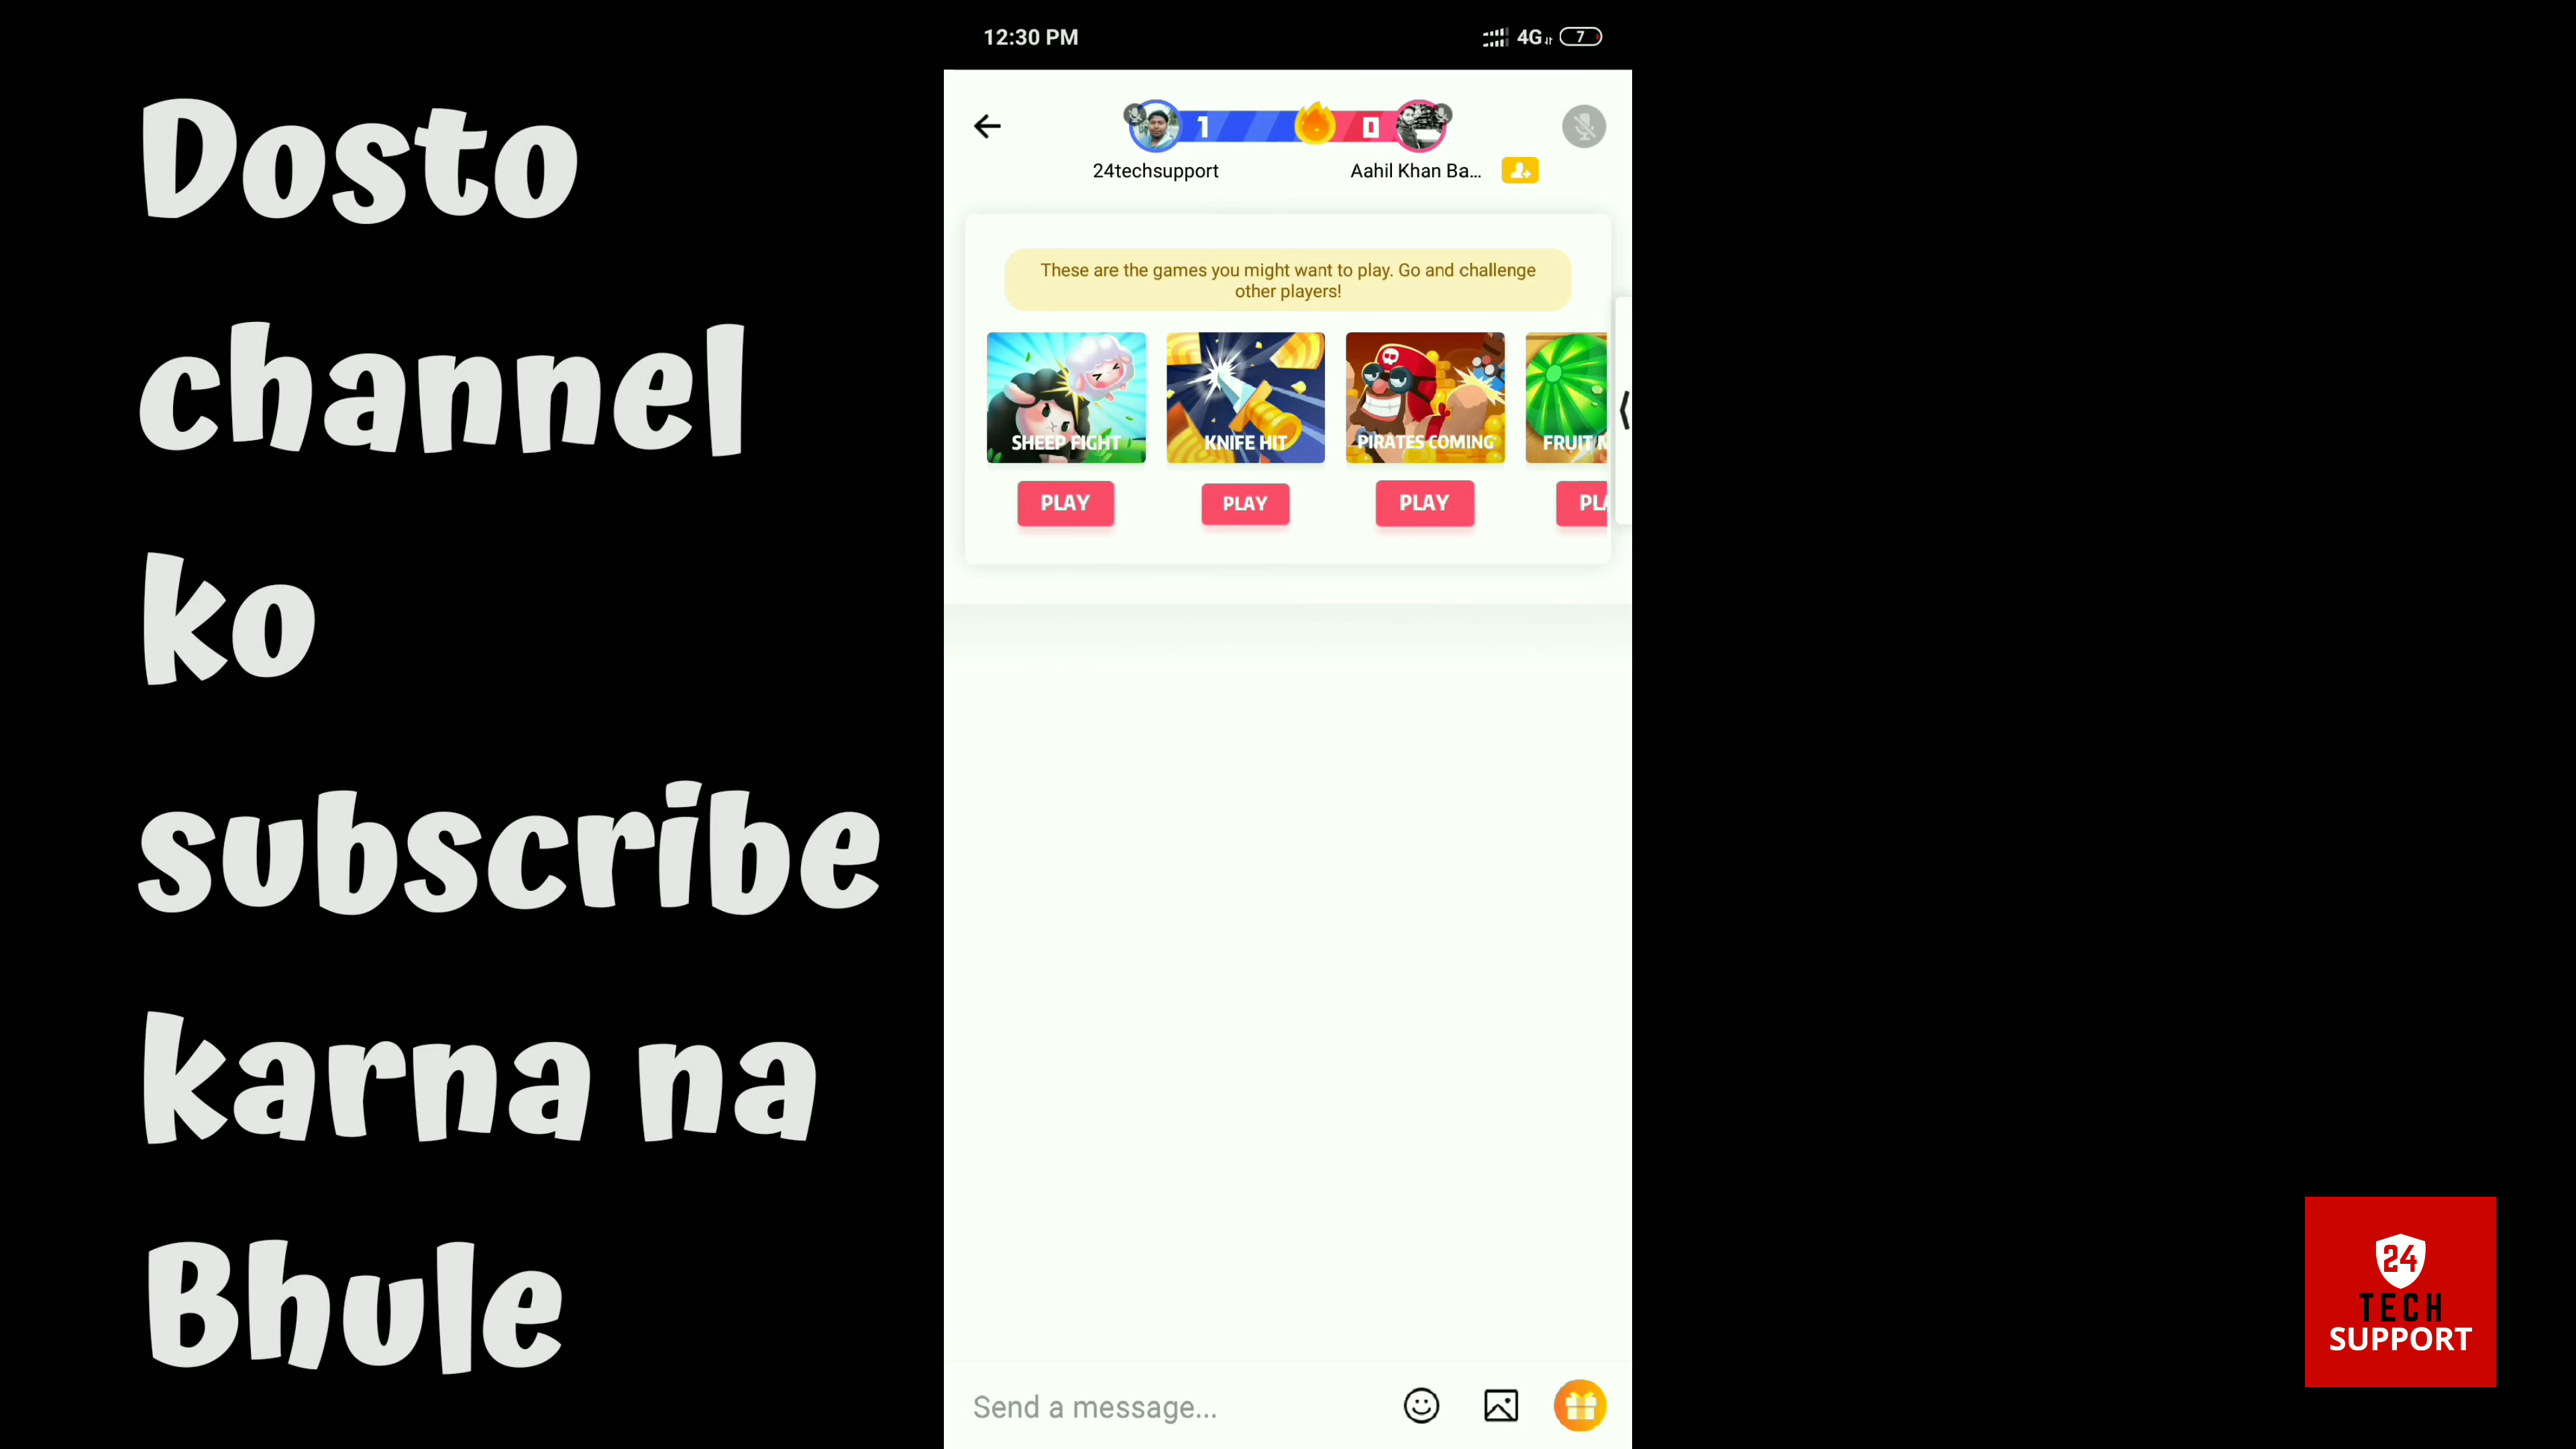 Dosto
channel
ko
subscribe
karna na
Bhule
12:30 PM
4G
7
1
0
24techsupport
Aahil Khan Ba...
These are the games you might want to play. Go and challenge
other players!
SHEEP FIGHT
KNIFE HIT
PIRATES COMING
FRUIT
PLAY
PLAY
PLAY
PLA
Send a message...
24
TECH
SUPPORT